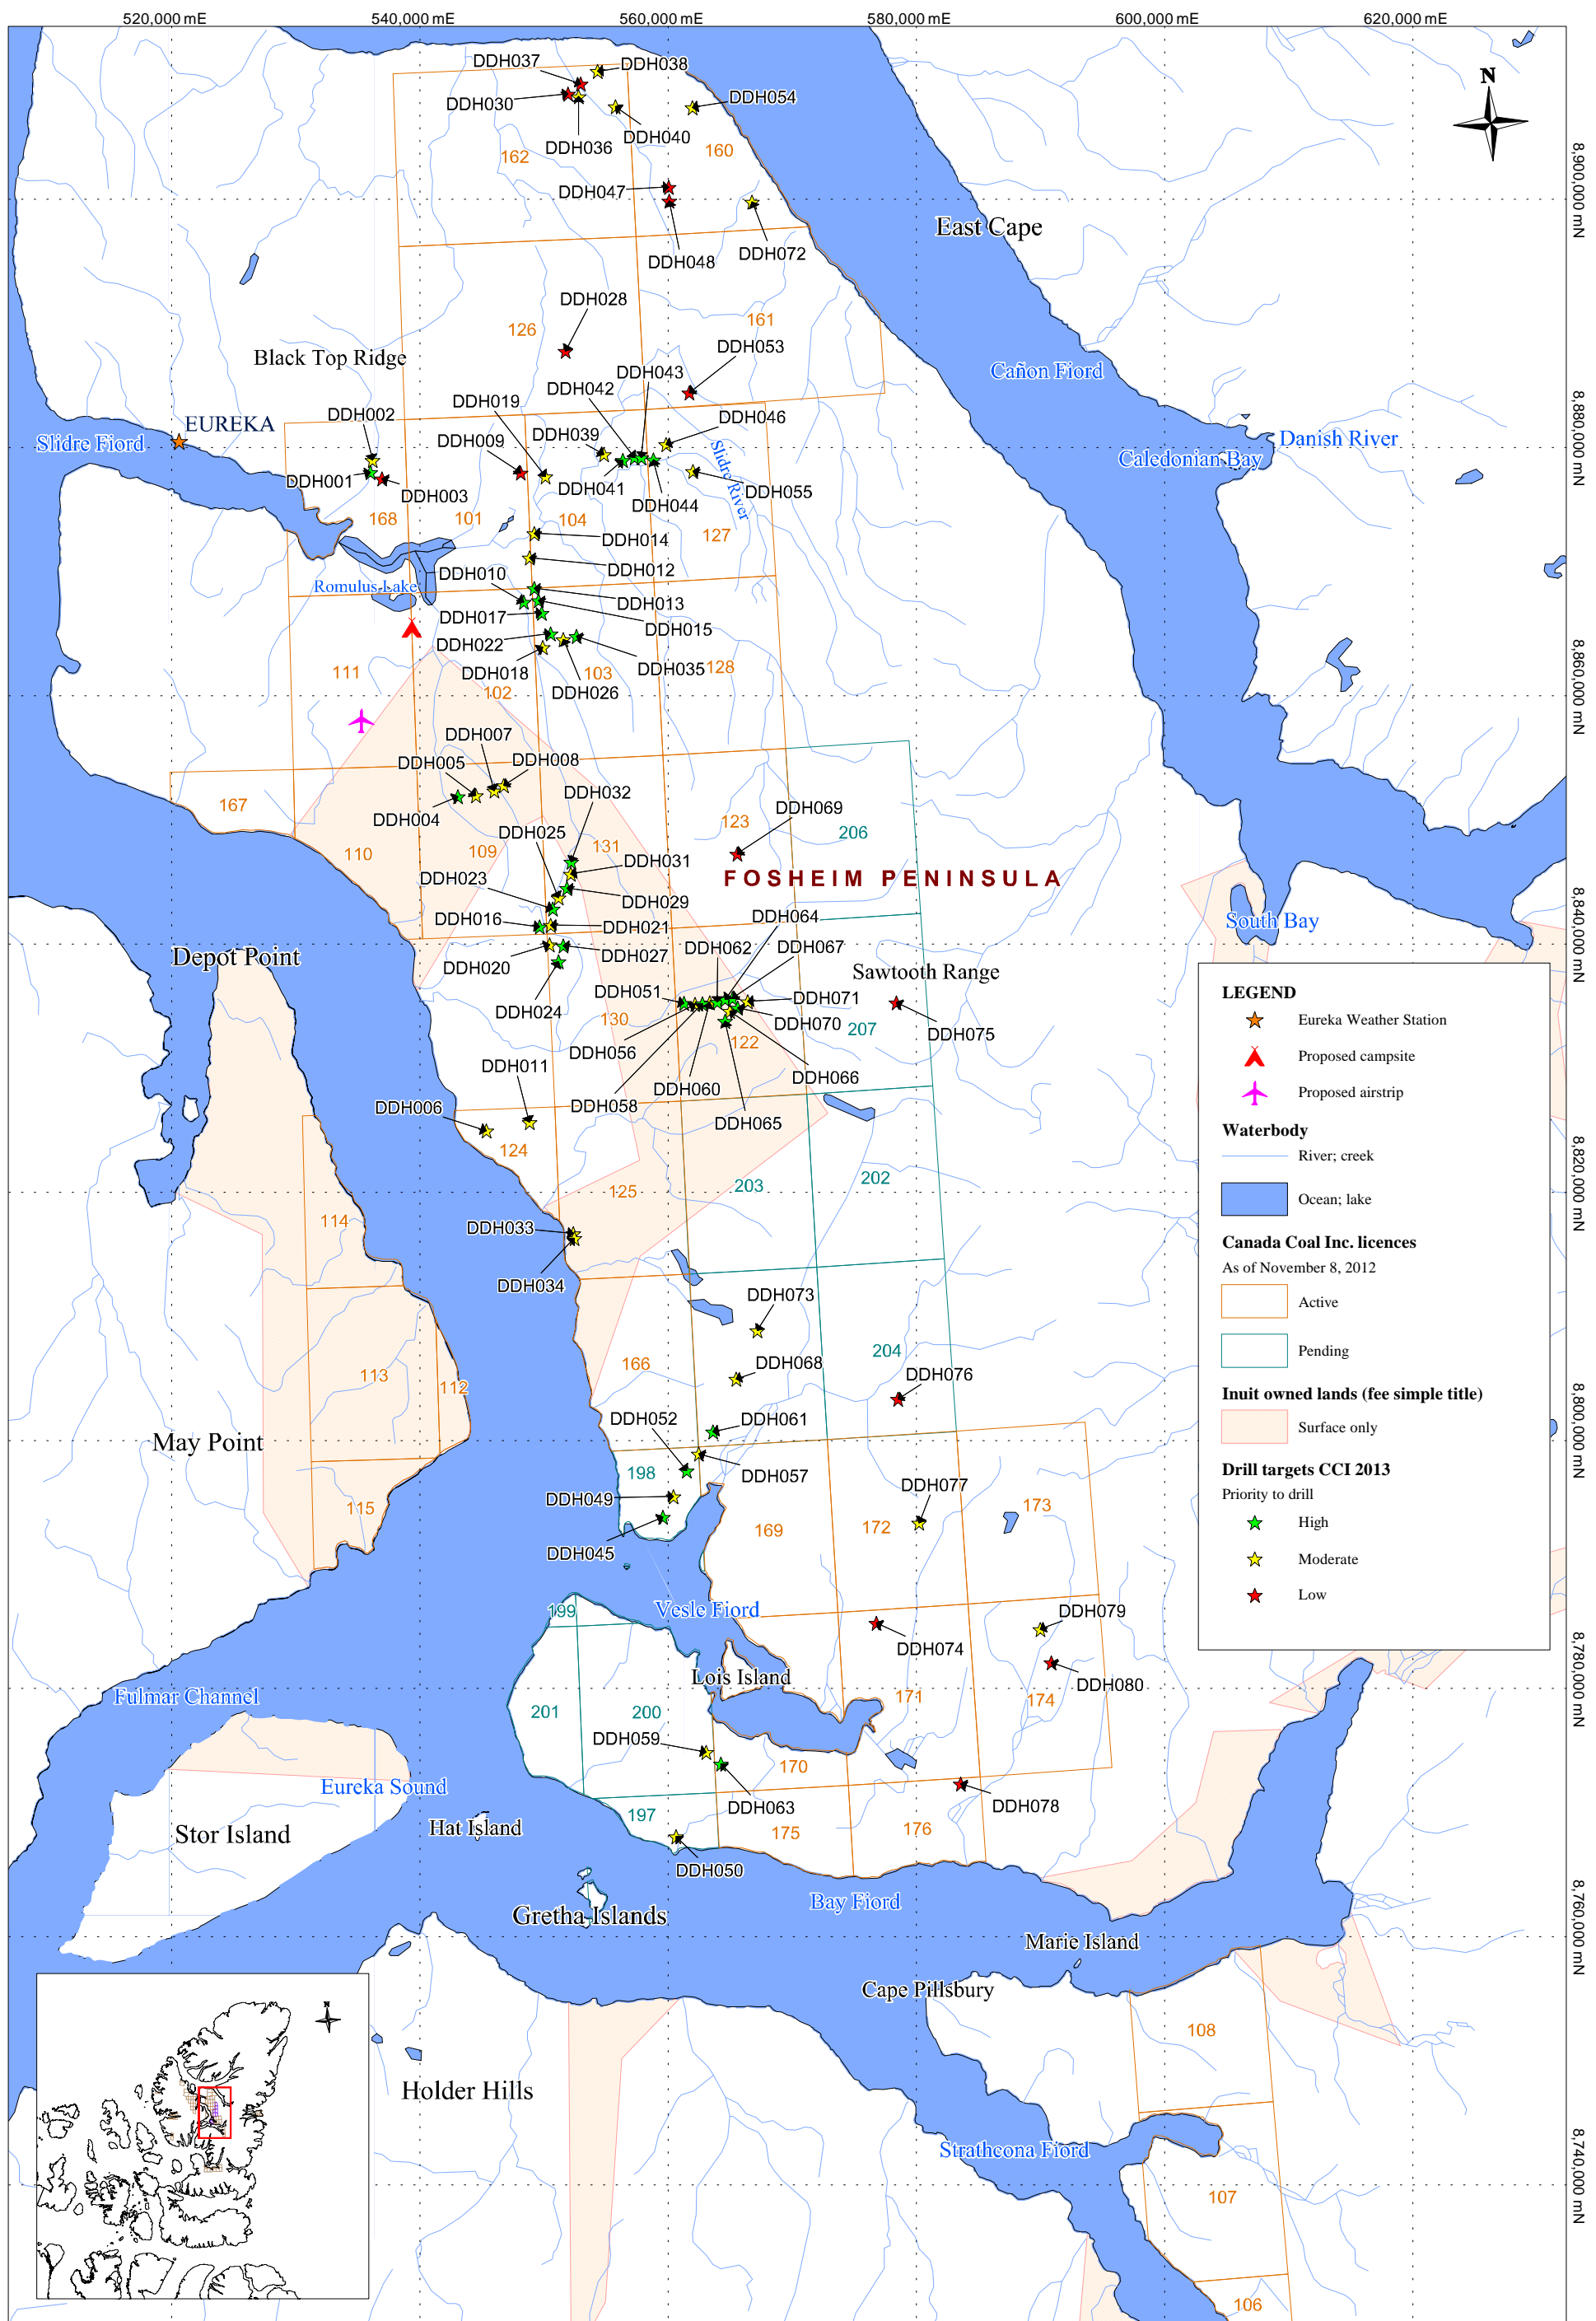 520,000 mE
540,000 mE
560,000 mE
580,000 mE
600,000 mE
620,000 mE
N
DDH037
DDH038
DDH030
DDH054
DDH040
DDH036
162
160
DDH047
8,900,000 mN
East Cape
DDH048
DDH072
DDH028
126
161
Black Top Ridge
DDH053
Cañon Fiord
DDH043
DDH042
DDH019
DDH002
DDH046
EUREKA
DDH039
DDH009
Slidre Fiord
Danish River
Caledonian Bay
8,880,000 mN
Slidre River
DDH001
DDH003
DDH041
DDH055
DDH044
168
101
104
127
DDH014
DDH012
DDH010
Romulus Lake
DDH013
DDH017
DDH015
DDH022
DDH035
128
111
DDH018
103
102
DDH026
8,860,000 mN
DDH007
DDH005
DDH008
DDH032
167
DDH004
DDH069
123
206
DDH025
110
109
131
DDH031
DDH023
FOSHEIM PENINSULA
DDH029
DDH016
DDH021
DDH064
South Bay
8,840,000 mN
DDH062
DDH067
Depot Point
DDH020
DDH027
Sawtooth Range
DDH051
DDH071
DDH024
130
DDH070
207
DDH075
DDH056
122
DDH011
DDH060
DDH066
DDH006
DDH058
DDH065
124
LEGEND
Eureka Weather Station
Proposed campsite
Proposed airstrip
Waterbody
River; creek
Ocean; lake
Canada Coal Inc. licences
As of November 8, 2012
Active
Pending
Inuit owned lands (fee simple title)
Surface only
Drill targets CCI 2013
Priority to drill
High
Moderate
Low
8,820,000 mN
125
203
202
114
DDH033
DDH034
DDH073
166
204
113
112
DDH068
DDH076
DDH052
DDH061
May Point
8,800,000 mN
198
DDH057
DDH049
DDH077
173
115
169
172
DDH045
199
Vesle Fiord
DDH079
DDH074
Lois Island
DDH080
8,780,000 mN
Fulmar Channel
201
200
171
174
DDH059
170
Eureka Sound
DDH063
DDH078
197
Stor Island
Hat Island
175
176
DDH050
Bay Fiord
Gretha Islands
8,760,000 mN
Marie Island
Cape Pillsbury
N
108
Holder Hills
Strathcona Fiord
8,740,000 mN
107
106